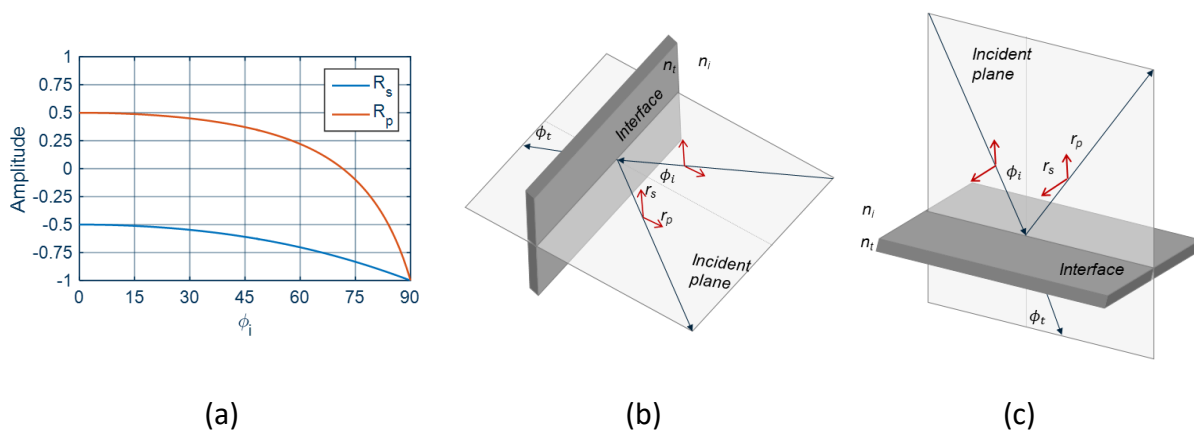 1
0.75
0.5
0.25
0
-0.25
-0.5
-0.75
-1
Amplitude
0 15 30 45 60 75 90
ϕi
Rs
Rp
(a)
nt
ni
Interface
ϕt
ϕi
rs
rp
Incident
plane
(b)
Incident
plane
rp
rs
ϕi
ni
nt
Interface
ϕt
(c)